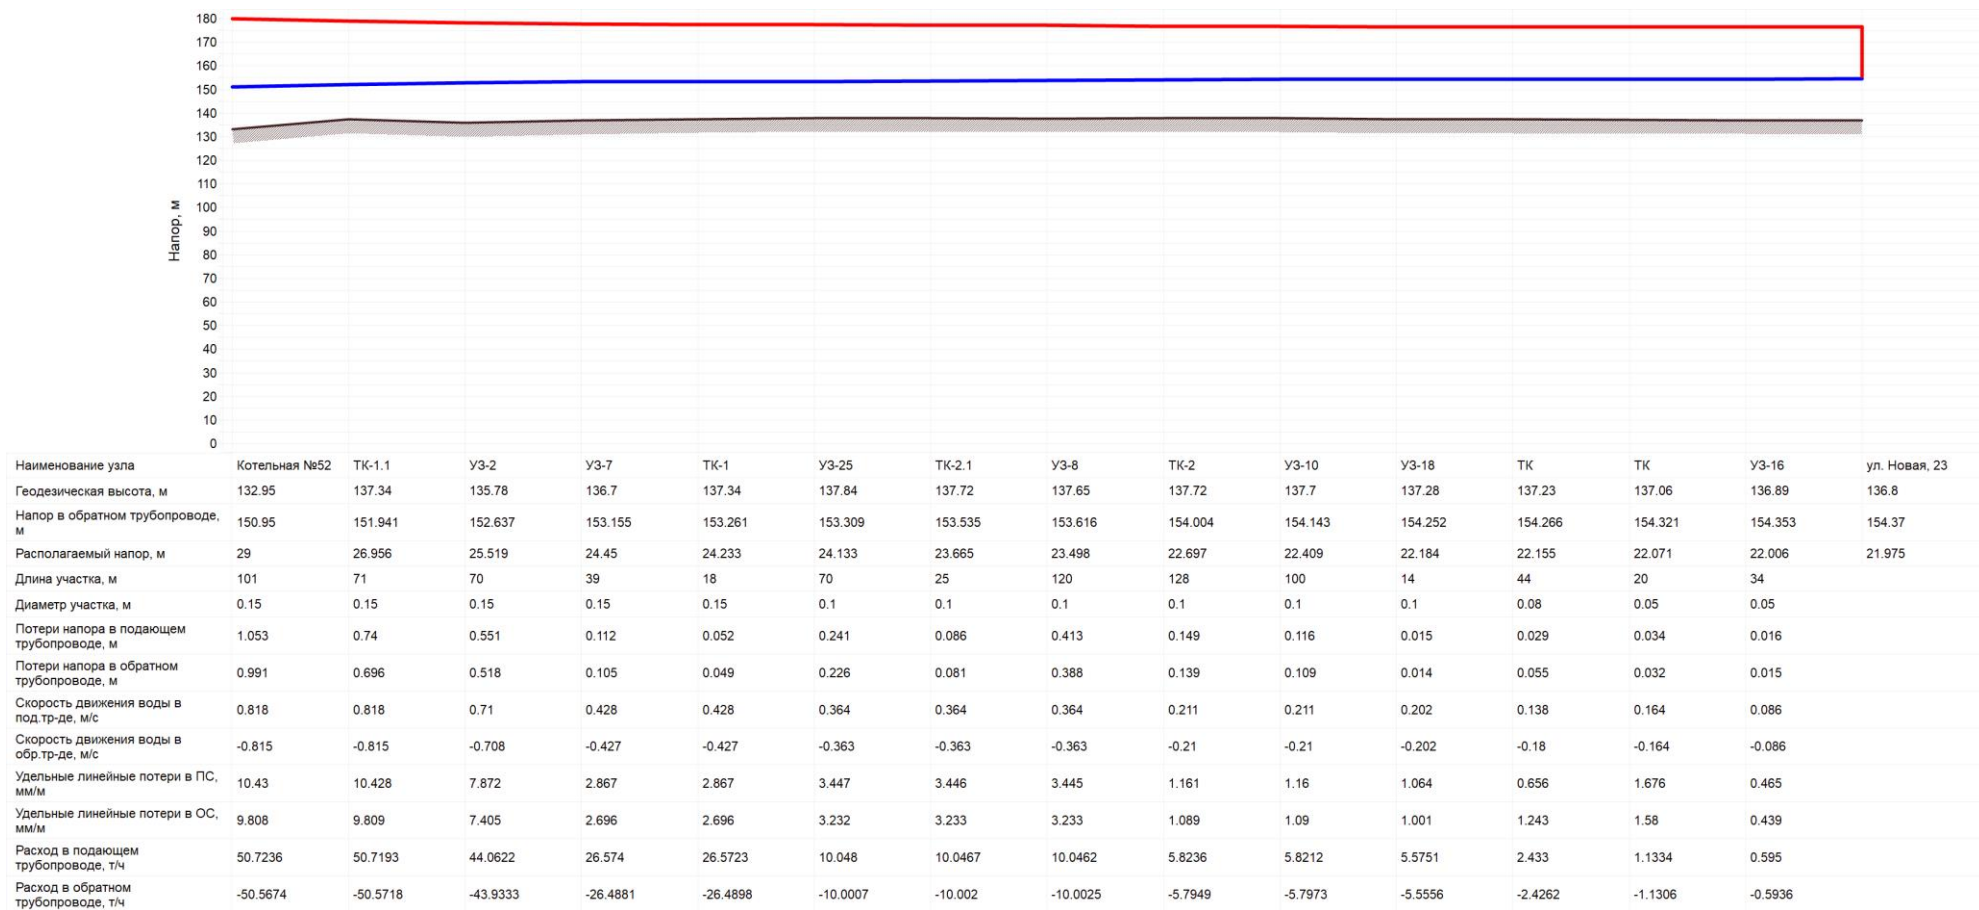 180
170
160
150
140
130
120
110
100
90
80
70
60
50
40
30
20
10
0
Напор, м
Наименование узла Котельная №52 ТК-1.1 УЗ-2 УЗ-7 ТК-1 УЗ-25 ТК-2.1 УЗ-8 ТК-2 УЗ-10 УЗ-18 ТК ТК УЗ-16 ул. Новая, 23
Геодезическая высота, м 132.95 137.34 135.78 136.7 137.34 137.84 137.72 137.65 137.72 137.7 137.28 137.23 137.06 136.89 136.8
Напор в обратном трубопроводе,
м 150.95 151.941 152.637 153.155 153.261 153.309 153.535 153.616 154.004 154.143 154.252 154.266 154.321 154.353 154.37
Располагаемый напор, м 29 26.956 25.519 24.45 24.233 24.133 23.665 23.498 22.697 22.409 22.184 22.155 22.071 22.006 21.975
Длина участка, м 101 71 70 39 18 70 25 120 128 100 14 44 20 34
Диаметр участка, м 0.15 0.15 0.15 0.15 0.15 0.1 0.1 0.1 0.1 0.1 0.1 0.08 0.05 0.05
Потери напора в подающем
трубопроводе, м 1.053 0.74 0.551 0.112 0.052 0.241 0.086 0.413 0.149 0.116 0.015 0.029 0.034 0.016
Потери напора в обратном
трубопроводе, м 0.991 0.696 0.518 0.105 0.049 0.226 0.081 0.388 0.139 0.109 0.014 0.055 0.032 0.015
Скорость движения воды в
под.тр-де, м/с 0.818 0.818 0.71 0.428 0.428 0.364 0.364 0.364 0.211 0.211 0.202 0.138 0.164 0.086
Скорость движения воды в
обр.тр-де, м/с -0.815 -0.815 -0.708 -0.427 -0.427 -0.363 -0.363 -0.363 -0.21 -0.21 -0.202 -0.18 -0.164 -0.086
Удельные линейные потери в ПС,
мм/м 10.43 10.428 7.872 2.867 2.867 3.447 3.446 3.445 1.161 1.16 1.064 0.656 1.676 0.465
Удельные линейные потери в ОС,
мм/м 9.808 9.809 7.405 2.696 2.696 3.232 3.233 3.233 1.089 1.09 1.001 1.243 1.58 0.439
Расход в подающем
трубопроводе, т/ч 50.7236 50.7193 44.0622 26.574 26.5723 10.048 10.0467 10.0462 5.8236 5.8212 5.5751 2.433 1.1334 0.595
Расход в обратном
трубопроводе, т/ч -50.5674 -50.5718 -43.9333 -26.4881 -26.4898 -10.0007 -10.002 -10.0025 -5.7949 -5.7973 -5.5556 -2.4262 -1.1306 -0.5936